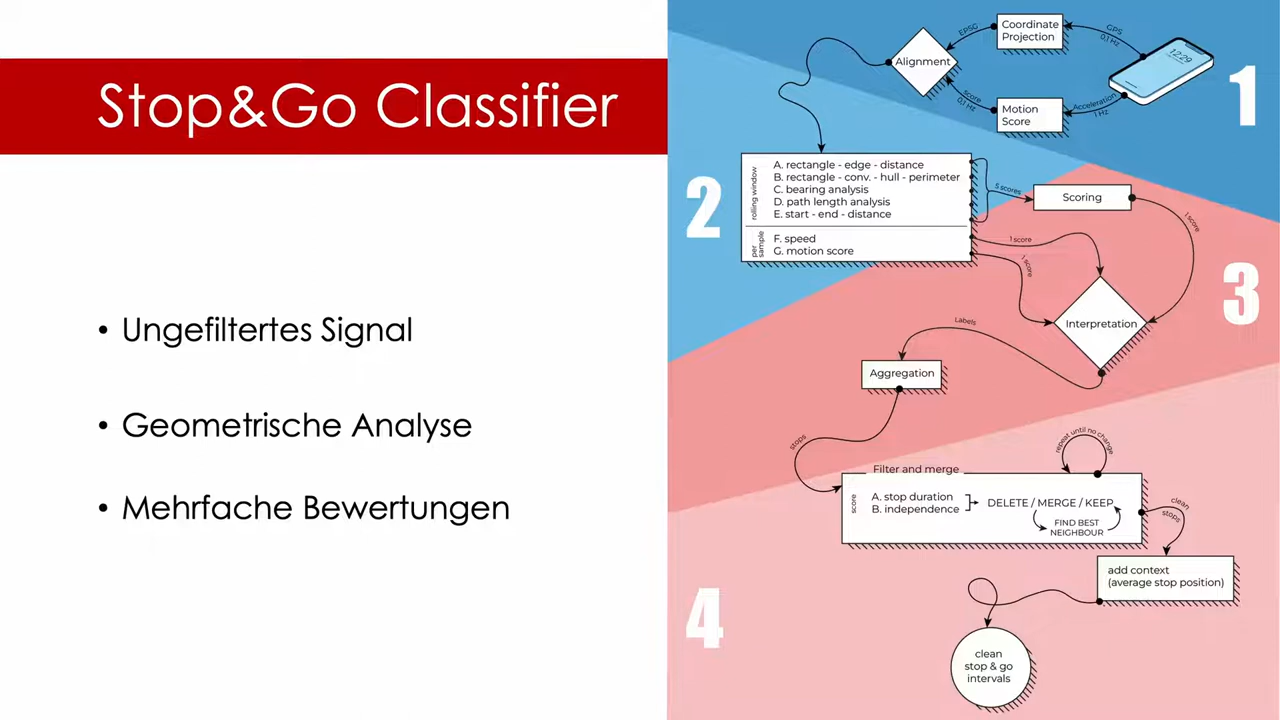 Stop&Go Classifier
• Ungefiltertes Signal
• Geometrische Analyse
• Mehrfache Bewertungen
1
12:29
GPS
0,1 Hz
Coordinate
Projection
EPSG
Alignment
Acceleration
1 Hz
Motion
Score
score
0,1 Hz
2
rolling window
A. rectangle - edge - distance
B. rectangle - conv. - hull - perimeter
C. bearing analysis
D. path length analysis
E. start - end - distance
per
sample
F. speed
G. motion score
5 scores
Scoring
1 score
1 score
1 score
3
Interpretation
Labels
Aggregation
stops
Filter and merge
repeat until no change
score
A. stop duration
B. independence
DELETE / MERGE / KEEP
FIND BEST
NEIGHBOUR
clean
stops
add context
(average stop position)
4
clean
stop & go
intervals